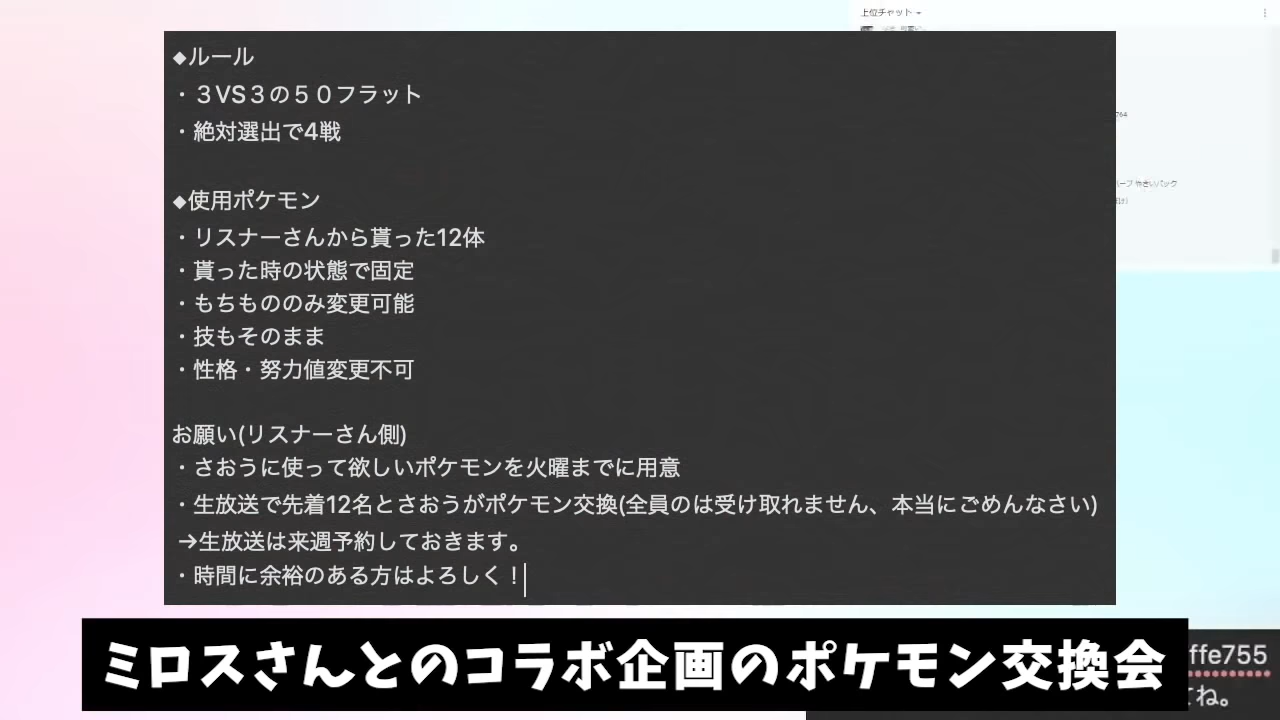 上位チャット
◆ルール
・３VS３の５０フラット
・絶対選出で4戦
764
◆使用ポケモン
・リスナーさんから貰った12体
・貰った時の状態で固定
・もちもののみ変更可能
・技もそのまま
・性格・努力値変更不可
お願い(リスナーさん側)
・さおうに使って欲しいポケモンを火曜までに用意
・生放送で先着12名とさおうがポケモン交換(全員のは受け取れません、本当にごめんなさい)
→生放送は来週予約しておきます。
・時間に余裕のある方はよろしく！
ミロスさんとのコラボ企画のポケモン交換会
ffe755
てね。